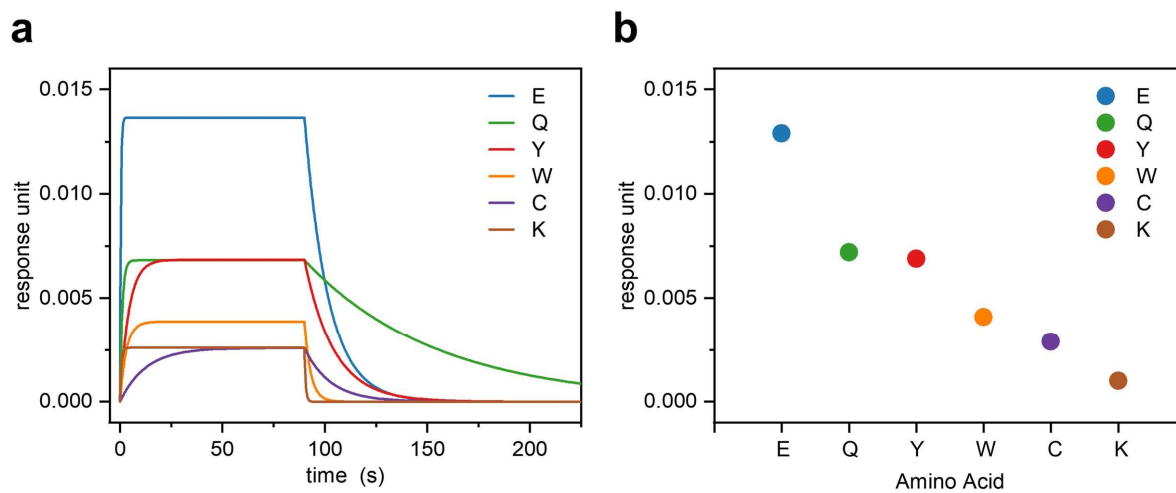 a
response unit
0.015
0.010
0.005
0.000
0
50
100
150
200
time (s)
E
Q
Y
W
C
K
b
response unit
0.015
0.010
0.005
0.000
E
Q
Y
W
C
K
Amino Acid
E
Q
Y
W
C
K